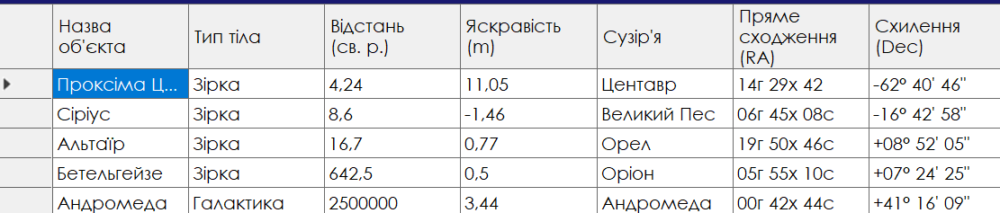 Назва об'єкта Тип тіла Відстань (св. р.) Яскравість (m) Сузір'я Пряме сходження (RA) Схилення (Dec)
Проксіма Ц... Зірка 4,24 11,05 Центавр 14г 29х 42 -62° 40' 46"
Сіріус Зірка 8,6 -1,46 Великий Пес 06г 45х 08с -16° 42' 58"
Альтаїр Зірка 16,7 0,77 Орел 19г 50х 46с +08° 52' 05"
Бетельгейзе Зірка 642,5 0,5 Оріон 05г 55х 10с +07° 24' 25"
Андромеда Галактика 2500000 3,44 Андромеда 00г 42х 44с +41° 16' 09"